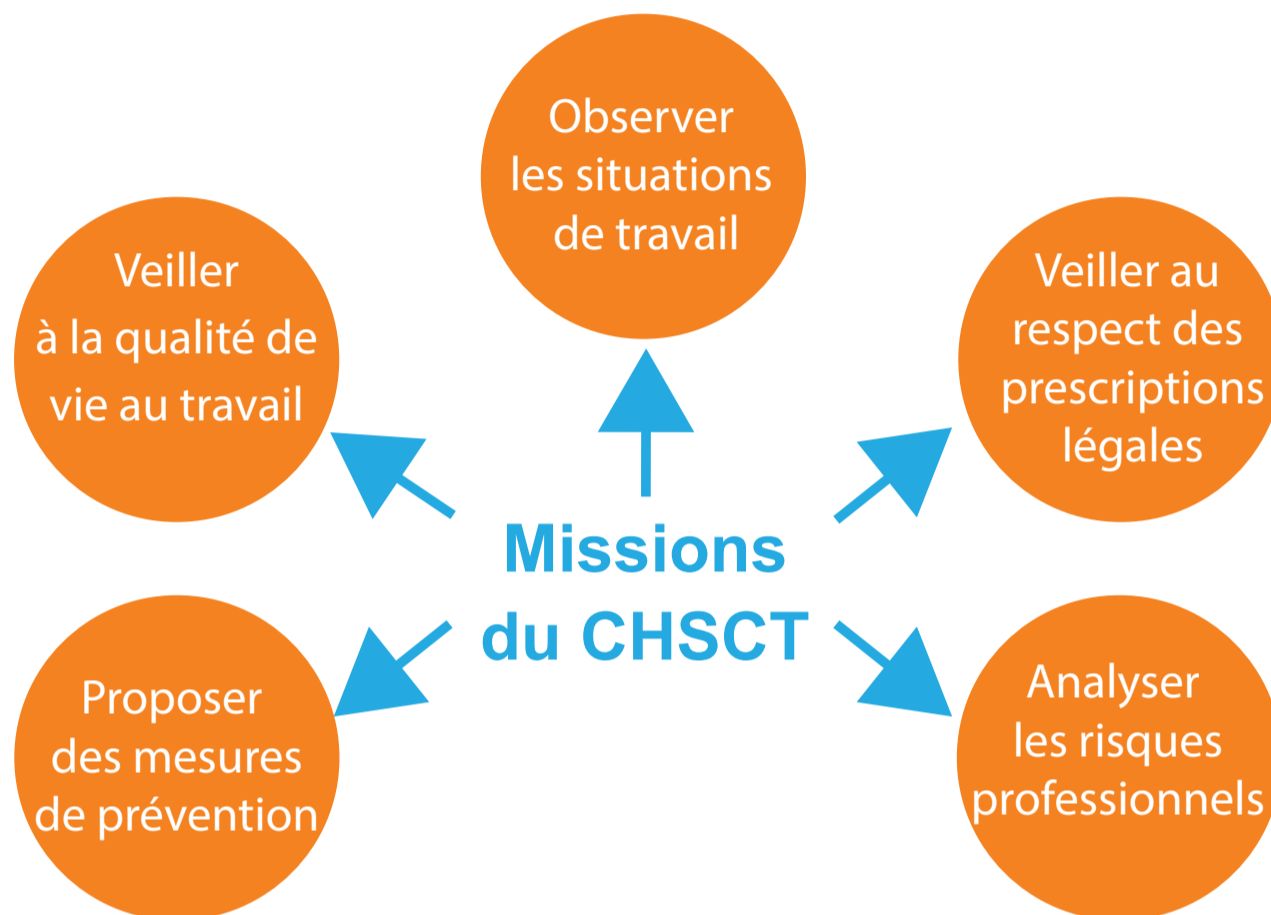 Observer
les situations
de travail
Veiller
à la qualité de
vie au travail
Veiller au
respect des
prescriptions
légales
Missions
du CHSCT
Proposer
des mesures
de prévention
Analyser
les risques
professionnels